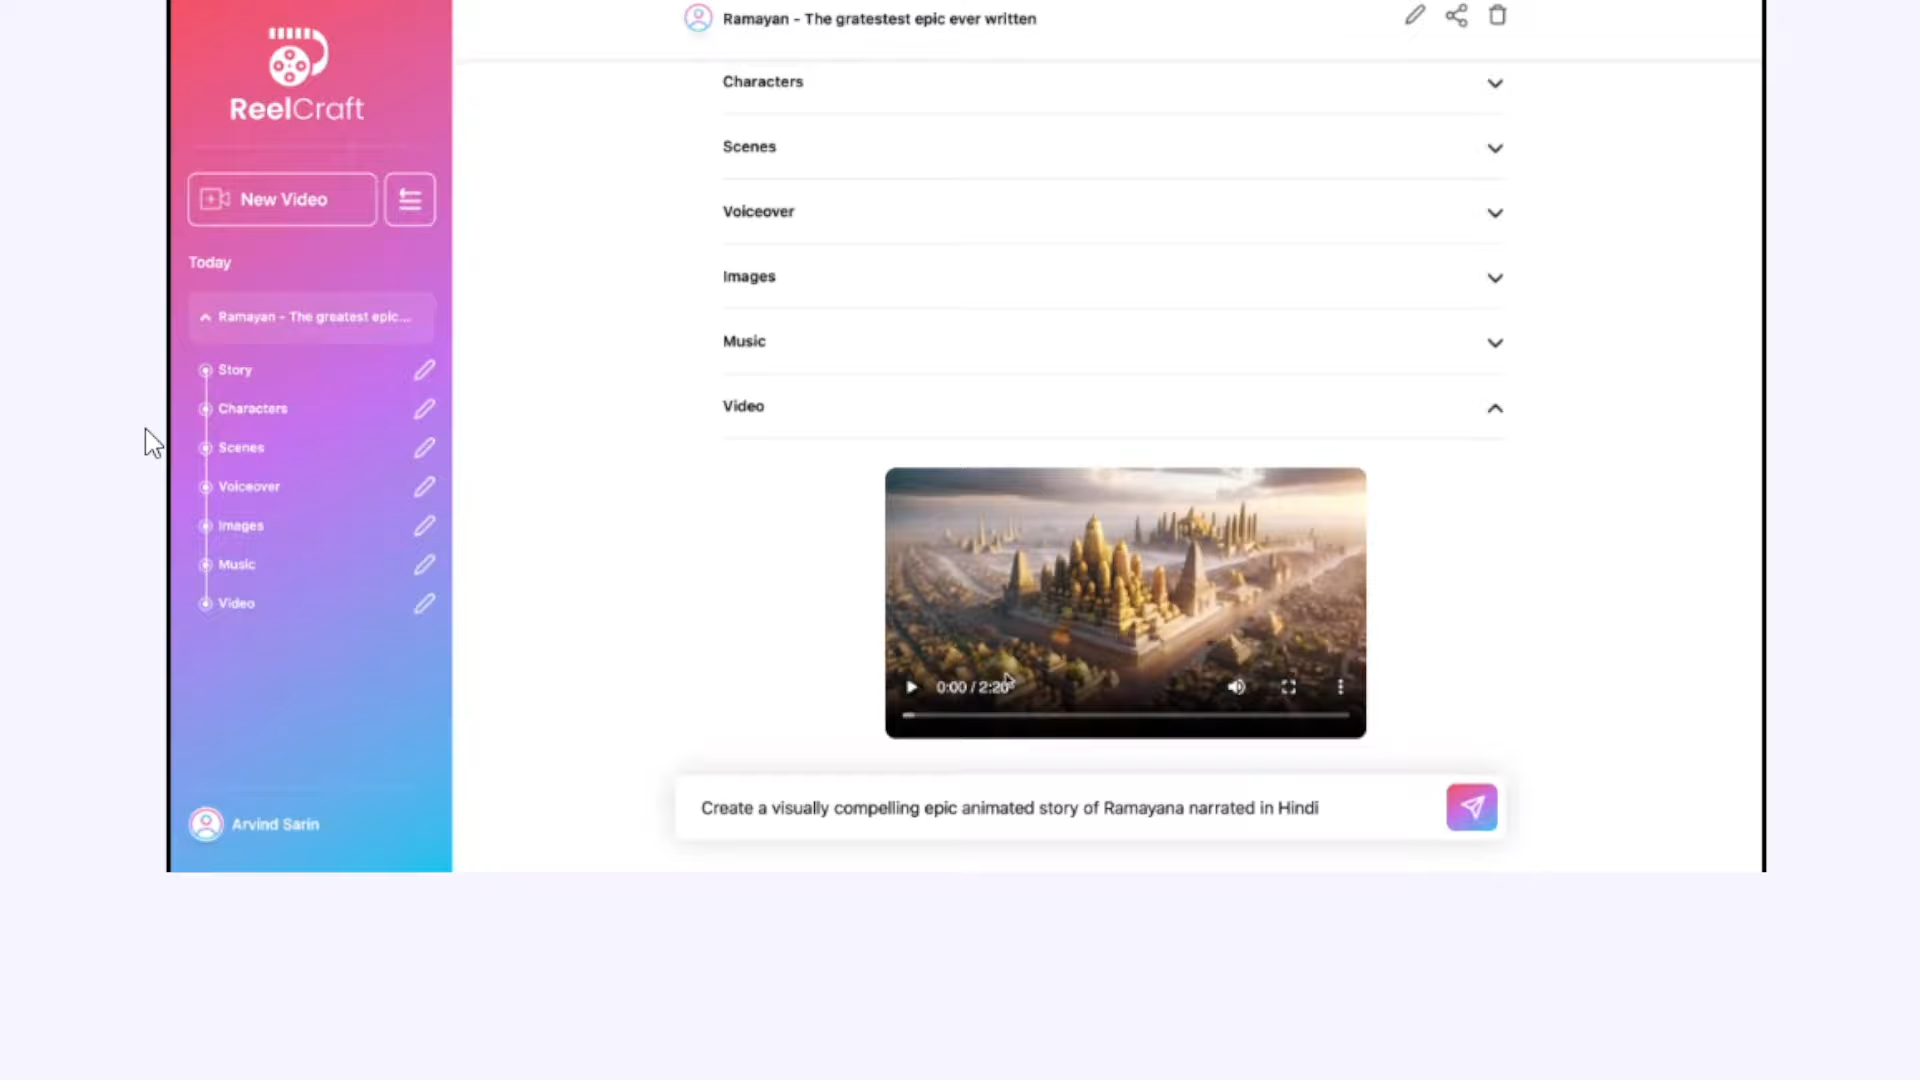 ReelCraft
New Video
Today
Ramayan - The greatest epic...
Story
Characters
Scenes
Voiceover
Images
Music
Video
Arvind Sarin
Ramayan - The gratestest epic ever written
Characters
Scenes
Voiceover
Images
Music
Video
0:00 / 2:20
Create a visually compelling epic animated story of Ramayana narrated in Hindi